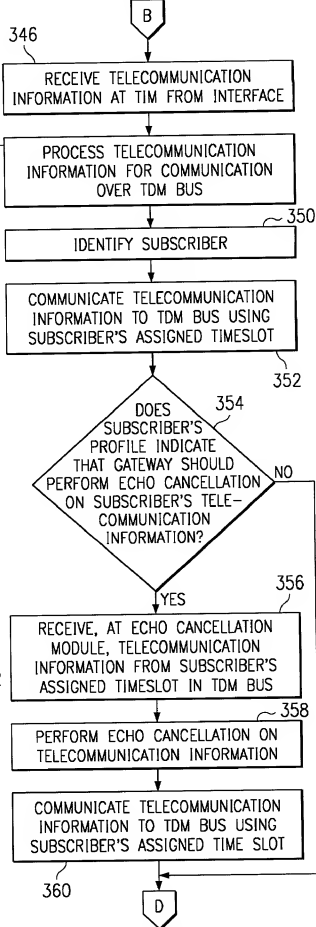 B
346
RECEIVE TELECOMMUNICATION
INFORMATION AT TIM FROM INTERFACE
PROCESS TELECOMMUNICATION
INFORMATION FOR COMMUNICATION
OVER TDM BUS
350
IDENTIFY SUBSCRIBER
COMMUNICATE TELECOMMUNICATION
INFORMATION TO TDM BUS USING
SUBSCRIBER'S ASSIGNED TIMESLOT
352
354
DOES
SUBSCRIBER'S
PROFILE INDICATE
THAT GATEWAY SHOULD
PERFORM ECHO CANCELLATION
ON SUBSCRIBER'S TELE-
COMMUNICATION
INFORMATION?
NO
YES
356
RECEIVE, AT ECHO CANCELLATION
MODULE, TELECOMMUNICATION
INFORMATION FROM SUBSCRIBER'S
ASSIGNED TIMESLOT IN TDM BUS
358
PERFORM ECHO CANCELLATION ON
TELECOMMUNICATION INFORMATION
COMMUNICATE TELECOMMUNICATION
INFORMATION TO TDM BUS USING
SUBSCRIBER'S ASSIGNED TIME SLOT
360
D